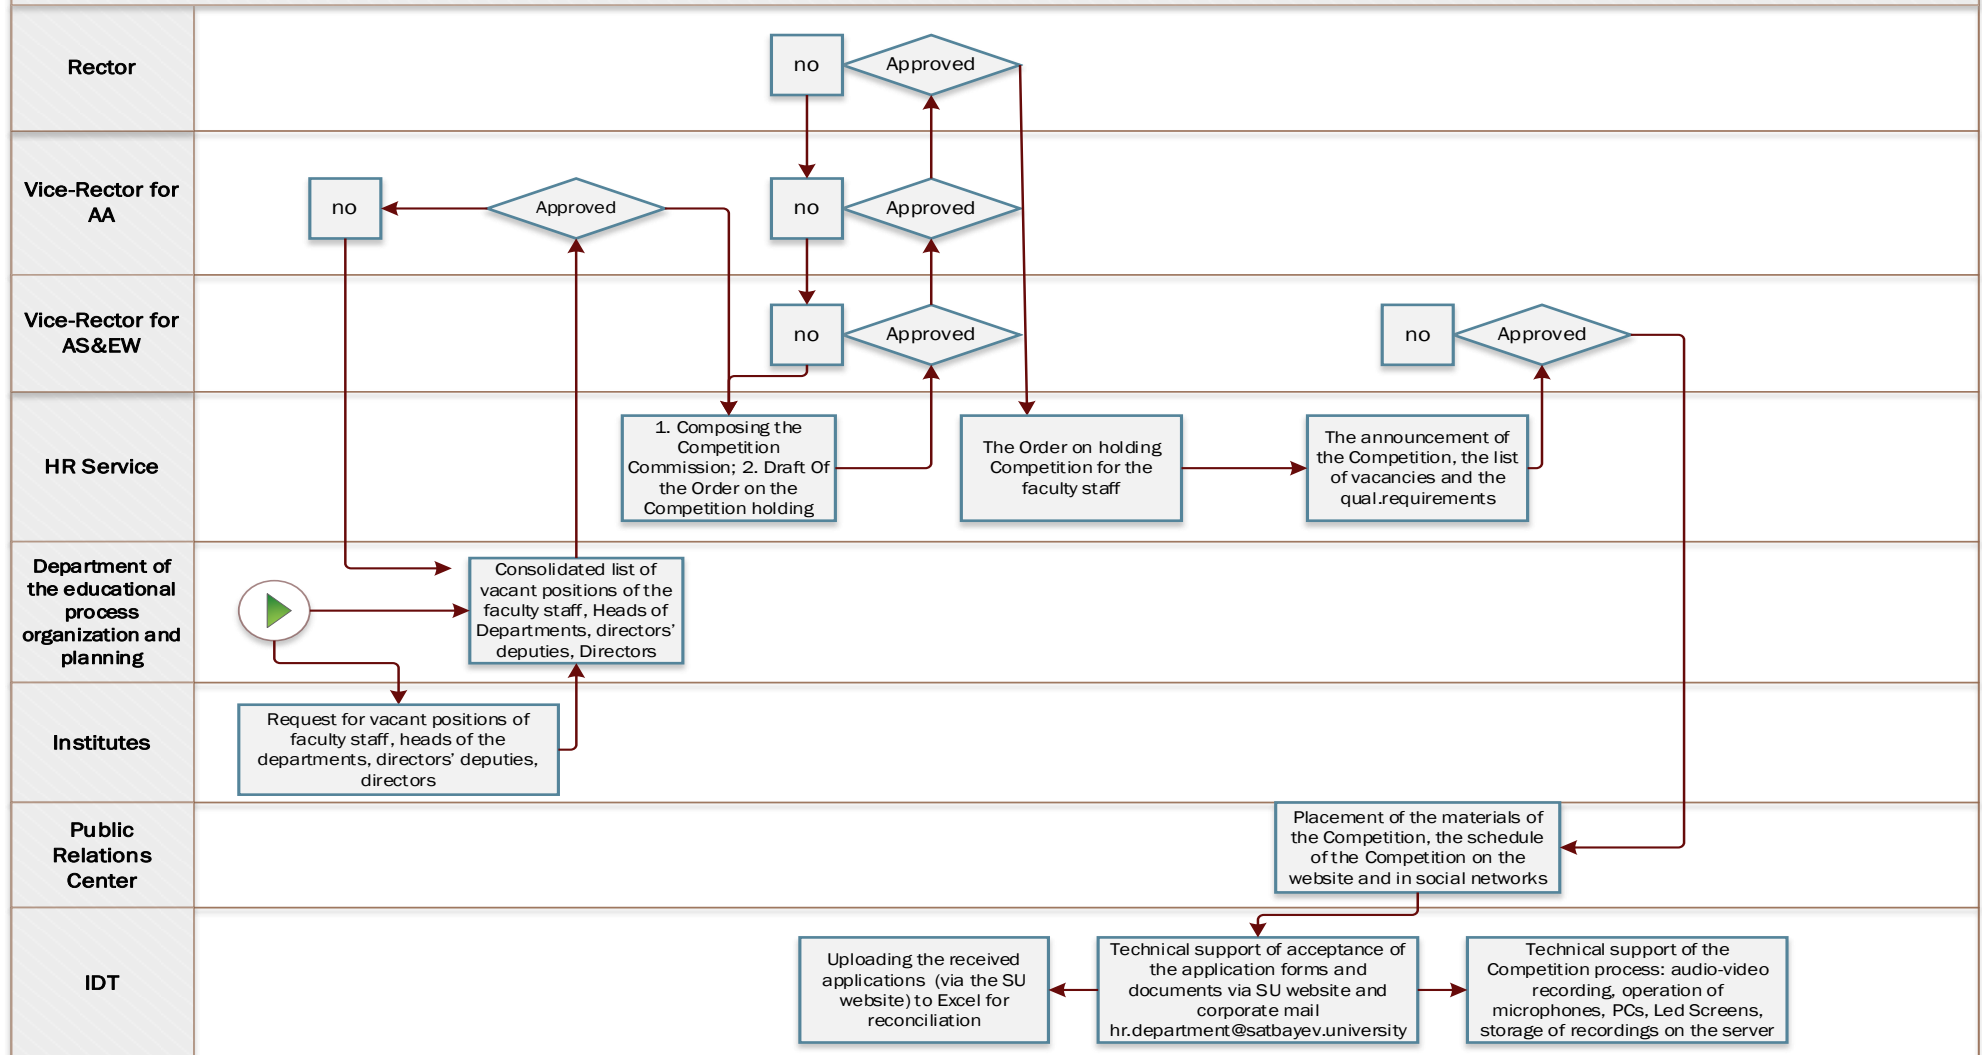 Rector
no
Approved
Vice-Rector for
AA
no
Approved
no
Approved
Vice-Rector for
AS&EW
no
Approved
no
Approved
HR Service
1. Composing the
Competition
Commission; 2. Draft Of
the Order on the
Competition holding
The Order on holding
Competition for the
faculty staff
The announcement of
the Competition, the list
of vacancies and the
qual.requirements
Department of
the educational
process
organization and
planning
Consolidated list of
vacant positions of the
faculty staff, Heads of
Departments, directors’
deputies, Directors
Institutes
Request for vacant positions of
faculty staff, heads of the
departments, directors’ deputies,
directors
Public
Relations
Center
Placement of the materials of
the Competition, the schedule
of the Competition on the
website and in social networks
IDT
Uploading the received
applications (via the SU
website) to Excel for
reconciliation
Technical support of acceptance of
the application forms and
documents via SU website and
corporate mail
hr.department@satbayev.university
Technical support of the
Competition process: audio-video
recording, operation of
microphones, PCs, Led Screens,
storage of recordings on the server